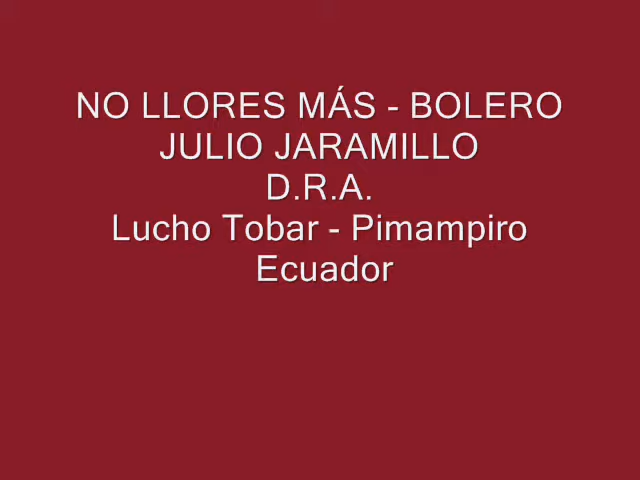 NO LLORES MÁS - BOLERO
JULIO JARAMILLO
D.R.A.
Lucho Tobar - Pimampiro
Ecuador